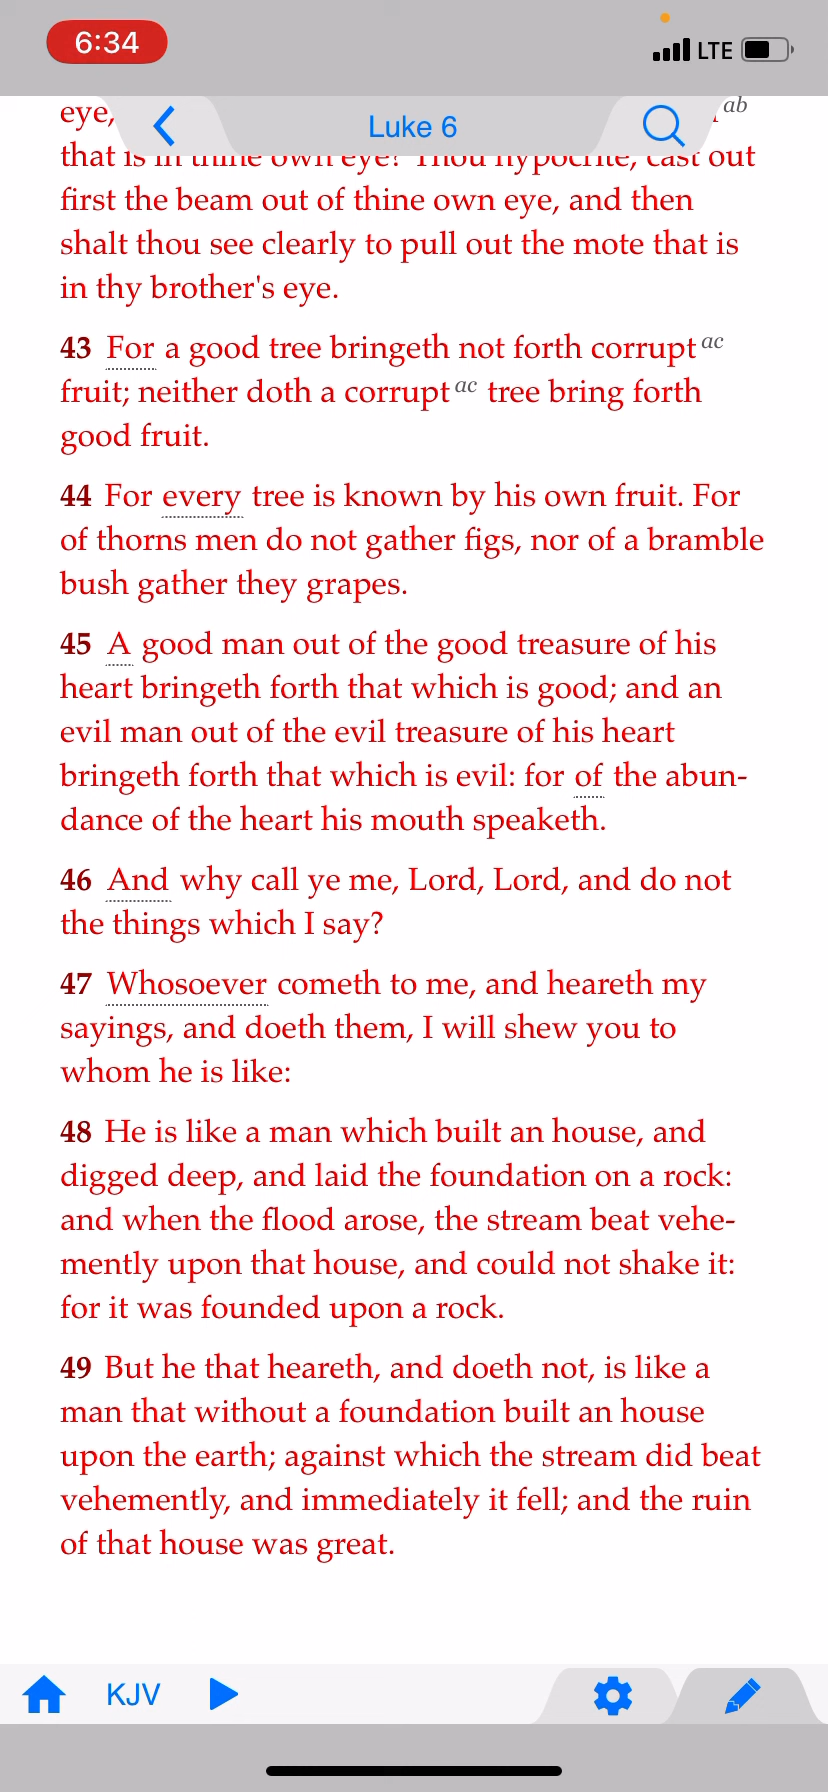 6:34
LTE
Luke 6
eye, ab
that is in thine own eye? Thou hypocrite, cast out
first the beam out of thine own eye, and then
shalt thou see clearly to pull out the mote that is
in thy brother's eye.
43 For a good tree bringeth not forth corrupt ac
fruit; neither doth a corrupt ac tree bring forth
good fruit.
44 For every tree is known by his own fruit. For
of thorns men do not gather figs, nor of a bramble
bush gather they grapes.
45 A good man out of the good treasure of his
heart bringeth forth that which is good; and an
evil man out of the evil treasure of his heart
bringeth forth that which is evil: for of the abun-
dance of the heart his mouth speaketh.
46 And why call ye me, Lord, Lord, and do not
the things which I say?
47 Whosoever cometh to me, and heareth my
sayings, and doeth them, I will shew you to
whom he is like:
48 He is like a man which built an house, and
digged deep, and laid the foundation on a rock:
and when the flood arose, the stream beat vehe-
mently upon that house, and could not shake it:
for it was founded upon a rock.
49 But he that heareth, and doeth not, is like a
man that without a foundation built an house
upon the earth; against which the stream did beat
vehemently, and immediately it fell; and the ruin
of that house was great.
KJV